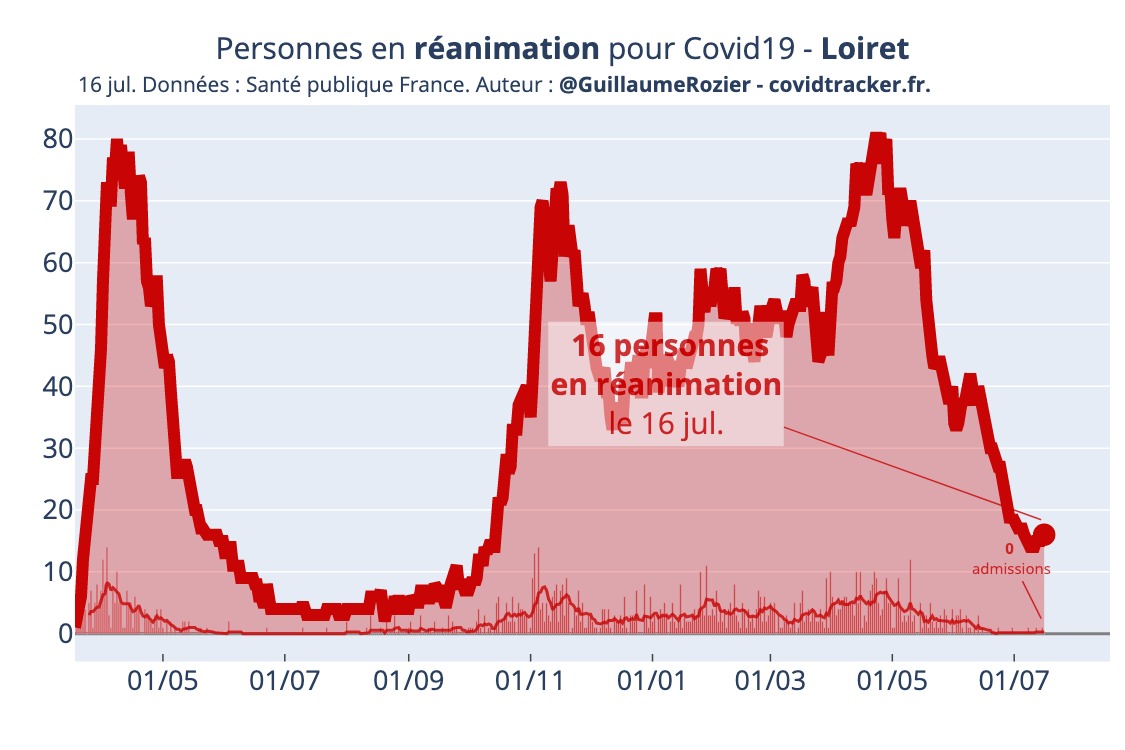 Personnes en réanimation pour Covid19 - Loiret
16 jul. Données : Santé publique France. Auteur : @GuillaumeRozier - covidtracker.fr.
80
70
60
50
40
30
20
10
0
16 personnes
en réanimation
le 16 jul.
0
admissions
01/05 01/07 01/09 01/11 01/01 01/03 01/05 01/07